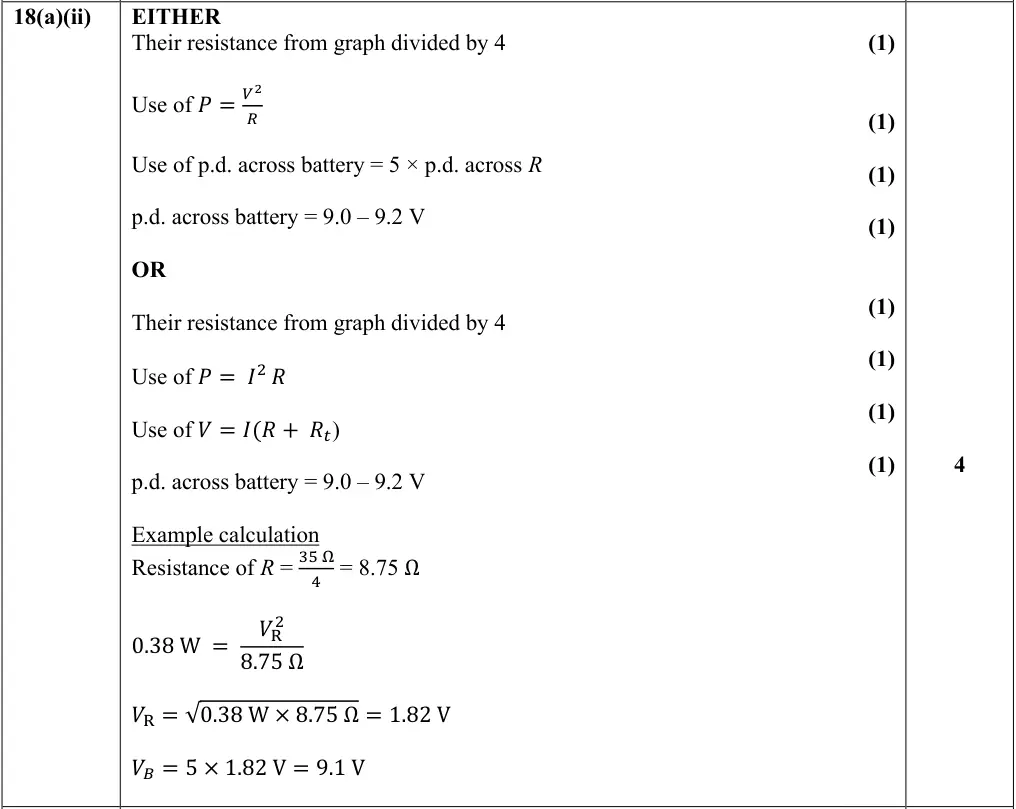 18(a)(ii) EITHER
Their resistance from graph divided by 4 (1)
Use of P = V²/R
(1)
Use of p.d. across battery = 5 × p.d. across R (1)
p.d. across battery = 9.0 – 9.2 V (1)
OR
(1)
Their resistance from graph divided by 4
(1)
Use of P = I² R
(1)
Use of V = I(R + Rₜ)
(1) 4
p.d. across battery = 9.0 – 9.2 V
Example calculation
Resistance of R = 35 Ω/4 = 8.75 Ω
0.38 W = V_R²/8.75 Ω
V_R = √0.38 W × 8.75 Ω = 1.82 V
V_B = 5 × 1.82 V = 9.1 V